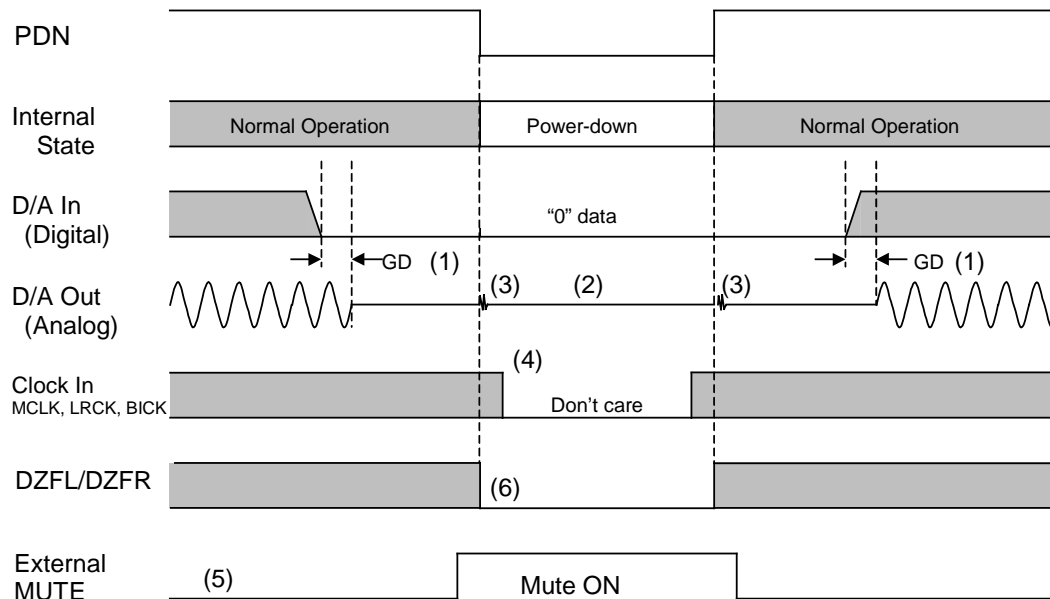 PDN
Internal
State
Normal Operation
Power-down
Normal Operation
D/A In
(Digital)
“0” data
GD (1)
GD (1)
D/A Out
(Analog)
(3)
(2)
(3)
Clock In
MCLK, LRCK, BICK
(4)
Don’t care
DZFL/DZFR
(6)
External
MUTE
(5)
Mute ON